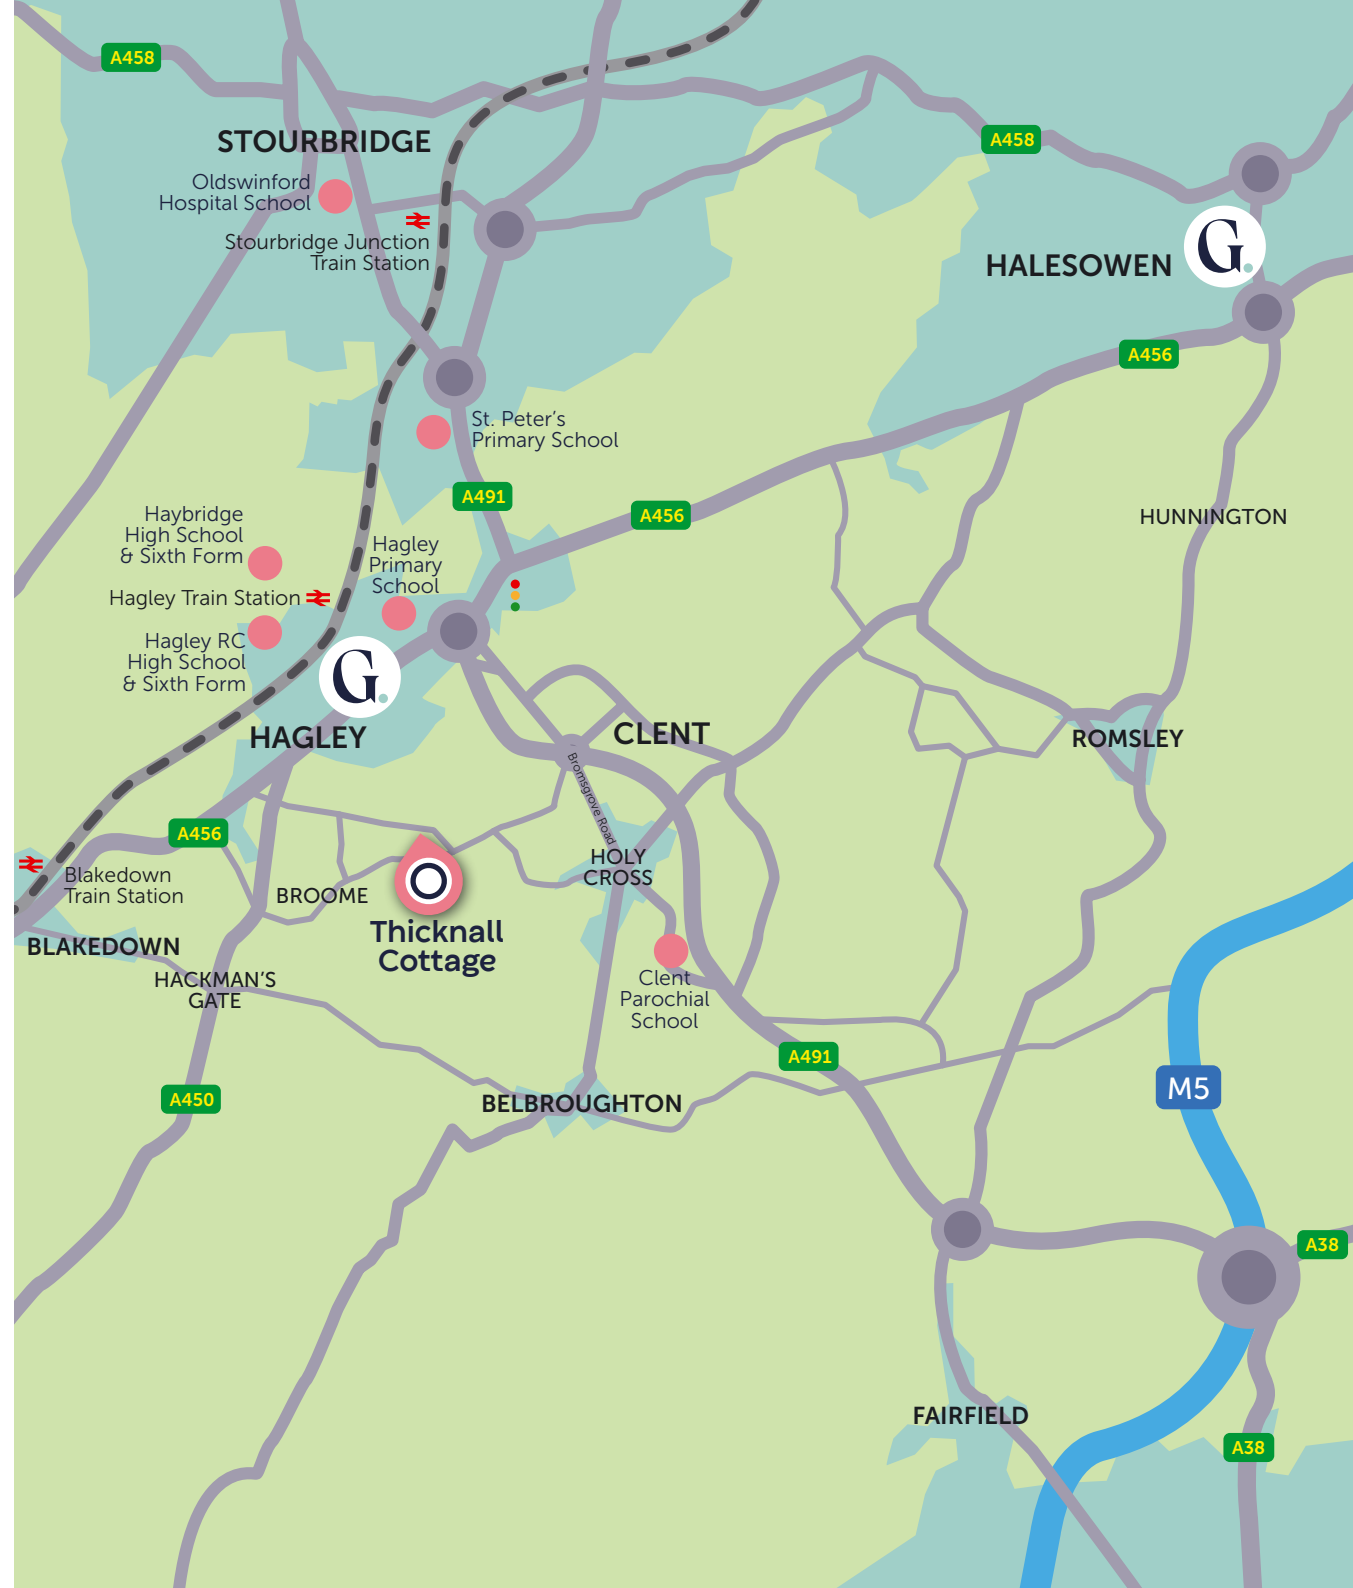 A458
STOURBRIDGE
A458
Oldswinford
Hospital School
Stourbridge Junction
Train Station
HALESOWEN
G.
A456
St. Peter's
Primary School
A491
A456
Haybridge
High School
& Sixth Form
HUNNINGTON
Hagley
Primary
School
Hagley Train Station
Hagley RC
High School
& Sixth Form
G.
HAGLEY
CLENT
ROMSLEY
Bromsgrove Road
A456
HOLY
CROSS
Blakedown
Train Station
BROOME
Thicknall
Cottage
BLAKEDOWN
HACKMAN'S
GATE
Clent
Parochial
School
A491
M5
A450
BELBROUGHTON
A38
FAIRFIELD
A38